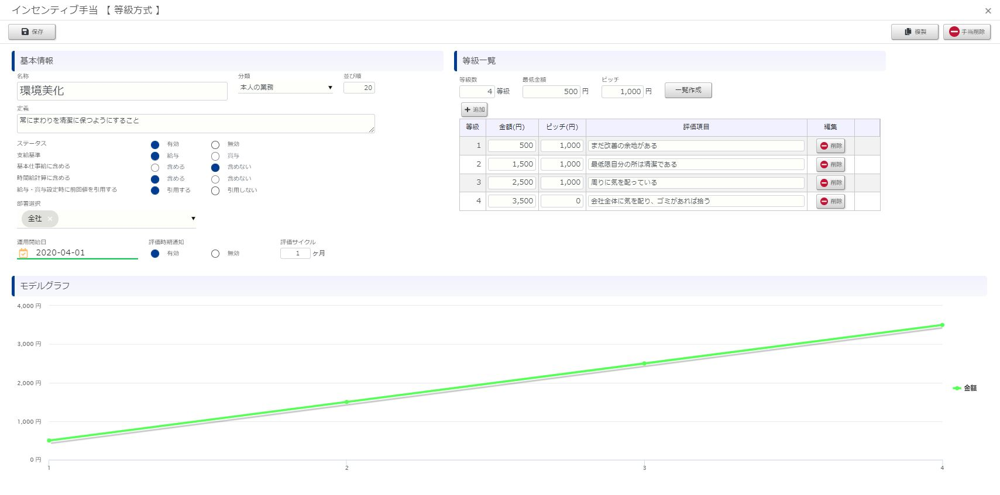 インセンティブ手当 【 等級方式 】
保存
複製
手当削除
基本情報
名称
分類
並び順
環境美化
本人の業務
20
定義
常にまわりを清潔に保つようにすること
ステータス 有効 無効
支給基準 給与 賞与
基本仕事給に含める 含める 含めない
時間給計算に含める 含める 含めない
給与・賞与設定時に前回値を引用する 引用する 引用しない
部署選択
全社 ×
運用開始日 評価時期通知 評価サイクル
2020-04-01 有効 無効 1 ヶ月
等級一覧
等級数 最低金額 ピッチ
4 等級 500 円 1,000 円 一覧作成
+ 追加
等級 金額(円) ピッチ(円) 評価項目 編集
1 500 1,000 まだ改善の余地がある 削除
2 1,500 1,000 最低限自分の所は清潔である 削除
3 2,500 1,000 周りに気を配っている 削除
4 3,500 0 会社全体に気を配り、ゴミがあれば拾う 削除
モデルグラフ
4,000 円
3,000 円
2,000 円
1,000 円
0 円
1 2 3 4
金額